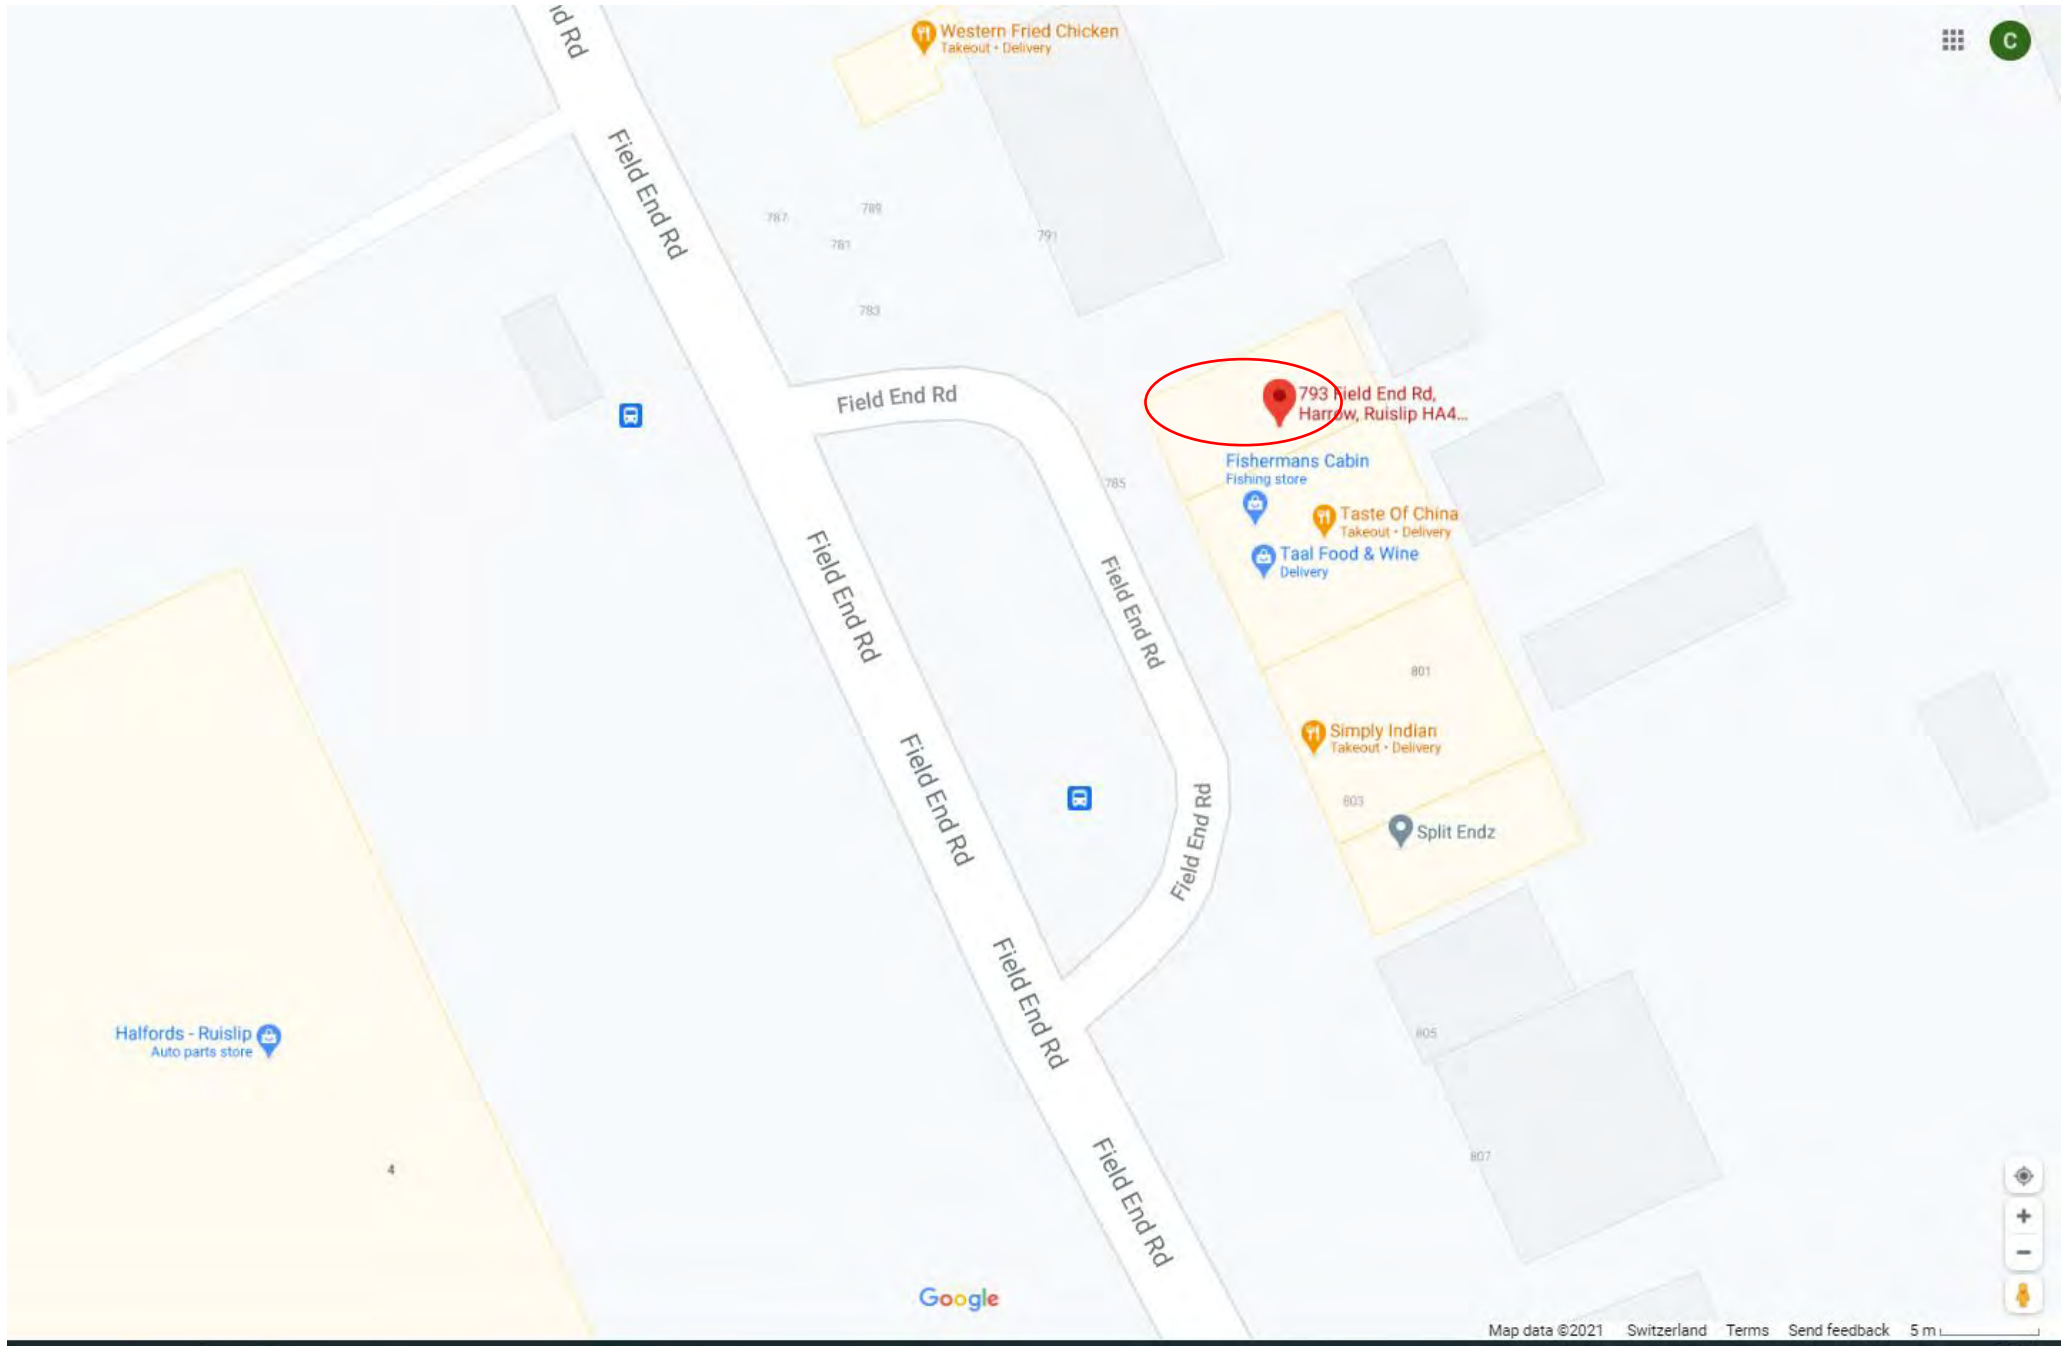 Western Fried Chicken
Takeout • Delivery
C
Field End Rd
787
789
781
791
783
Field End Rd
793 Field End Rd,
Harrow, Ruislip HA4...
Fishermans Cabin
Fishing store
785
Taste Of China
Takeout • Delivery
Taal Food & Wine
Delivery
Field End Rd
Field End Rd
801
Simply Indian
Takeout • Delivery
Field End Rd
Field End Rd
803
Split Endz
Field End Rd
Halfords - Ruislip
Auto parts store
805
4
807
Field End Rd
Google
Map data ©2021 Switzerland Terms Send feedback 5 m